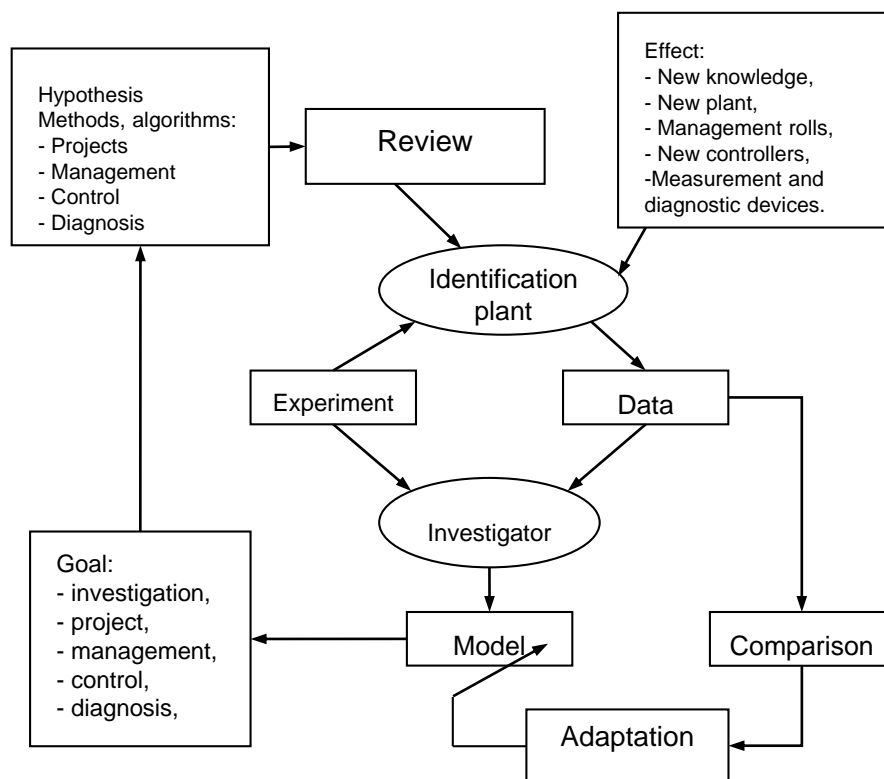 Hypothesis
Methods, algorithms:
- Projects
- Management
- Control
- Diagnosis
Review
Effect:
- New knowledge,
- New plant,
- Management rolls,
- New controllers,
-Measurement and
diagnostic devices.
Identification
plant
Experiment
Data
Investigator
Goal:
- investigation,
- project,
- management,
- control,
- diagnosis,
Model
Comparison
Adaptation